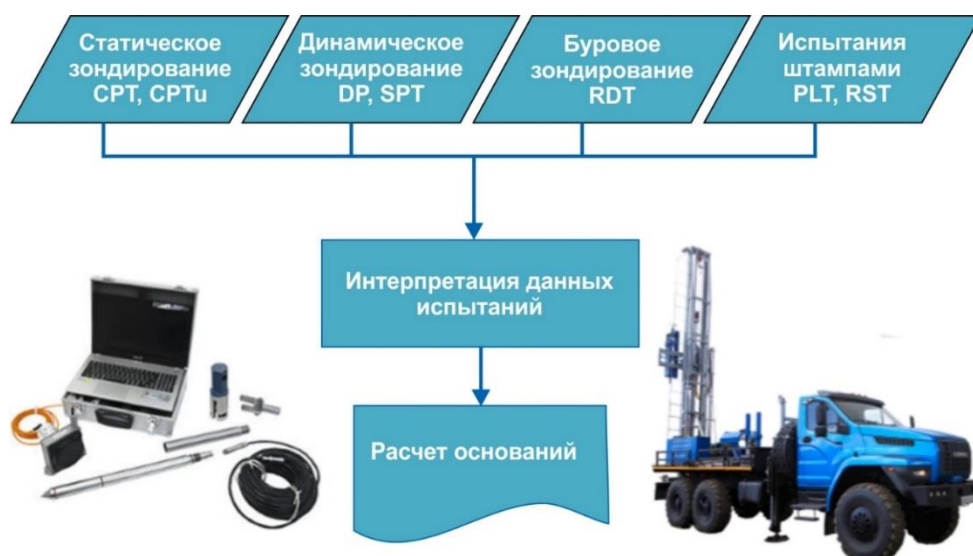 Статическое
зондирование
CPT, CPTu
Динамическое
зондирование
DP, SPT
Буровое
зондирование
RDT
Испытания
штампами
PLT, RST
Интерпретация данных
испытаний
Расчет оснований